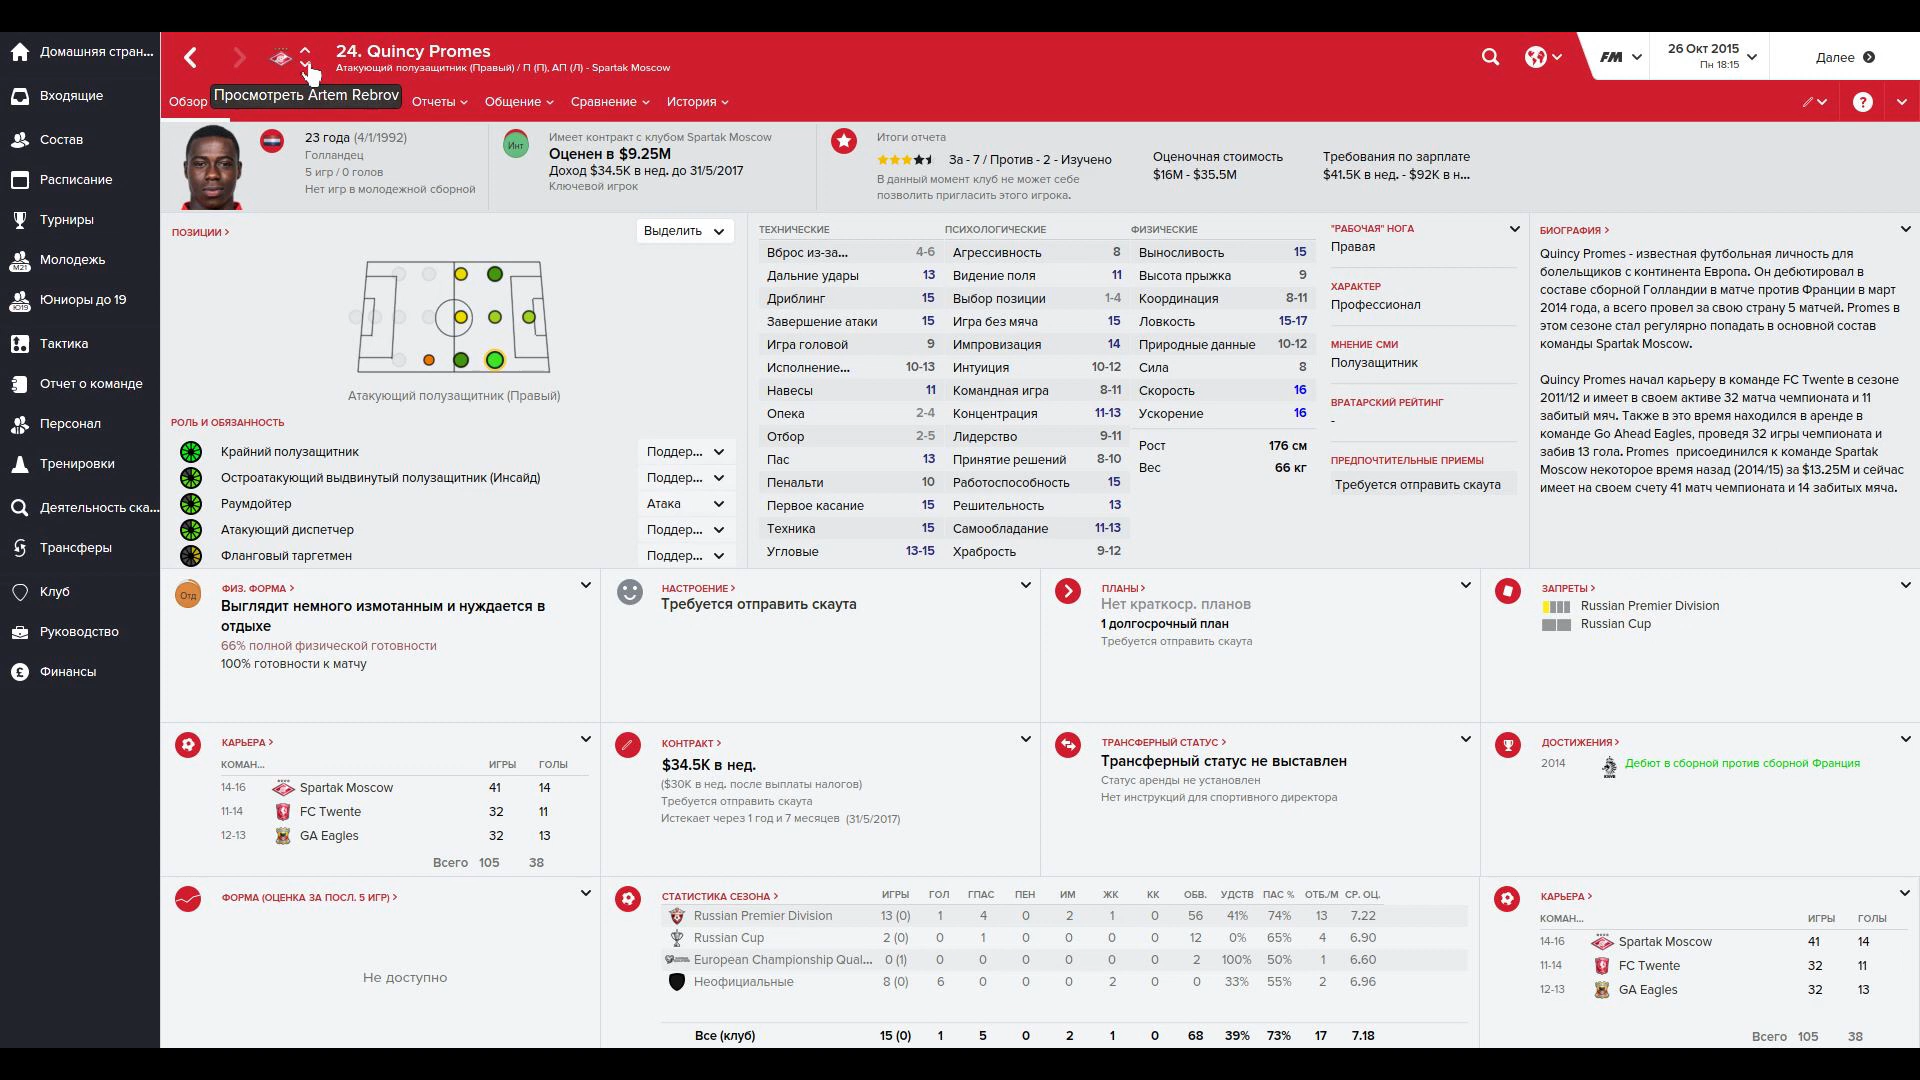 Домашняя стран...
Входящие
Состав
Расписание
Турниры
Молодежь
M21
Юниоры до 19
Ю19
Тактика
Отчет о команде
Персонал
Тренировки
Деятельность ска...
Трансферы
Клуб
Руководство
Финансы
24. Quincy Promes
Атакующий полузащитник (Правый) / П (П), АП (Л) - Spartak Moscow
FM
26 Окт 2015
Пн 18:15
Далее
Обзор
Просмотреть Artem Rebrov
Отчеты
Общение
Сравнение
История
?
23 года (4/1/1992)
Голландец
5 игр / 0 голов
Нет игр в молодежной сборной
Инт
Имеет контракт с клубом Spartak Moscow
Оценен в $9.25M
Доход $34.5K в нед. до 31/5/2017
Ключевой игрок
Итоги отчета
За - 7 / Против - 2 - Изучено
В данный момент клуб не может себе
позволить пригласить этого игрока.
Оценочная стоимость
$16M - $35.5M
Требования по зарплате
$41.5K в нед. - $92K в н...
ПОЗИЦИИ >
Выделить
Атакующий полузащитник (Правый)
РОЛЬ И ОБЯЗАННОСТЬ
Крайний полузащитник Поддер...
Остроатакующий выдвинутый полузащитник (Инсайд) Поддер...
Раумдойтер Атака
Атакующий диспетчер Поддер...
Фланговый таргетмен Поддер...
ТЕХНИЧЕСКИЕ
Вброс из-за... 4-6
Дальние удары 13
Дриблинг 15
Завершение атаки 15
Игра головой 9
Исполнение... 10-13
Навесы 11
Опека 2-4
Отбор 2-5
Пас 13
Пенальти 10
Первое касание 15
Техника 15
Угловые 13-15
ПСИХОЛОГИЧЕСКИЕ
Агрессивность 8
Видение поля 11
Выбор позиции 1-4
Игра без мяча 15
Импровизация 14
Интуиция 10-12
Командная игра 8-11
Концентрация 11-13
Лидерство 9-11
Принятие решений 8-10
Работоспособность 15
Решительность 13
Самообладание 11-13
Храбрость 9-12
ФИЗИЧЕСКИЕ
Выносливость 15
Высота прыжка 9
Координация 8-11
Ловкость 15-17
Природные данные 10-12
Сила 8
Скорость 16
Ускорение 16
Рост 176 см
Вес 66 кг
"РАБОЧАЯ" НОГА
Правая
ХАРАКТЕР
Профессионал
МНЕНИЕ СМИ
Полузащитник
ВРАТАРСКИЙ РЕЙТИНГ
-
ПРЕДПОЧТИТЕЛЬНЫЕ ПРИЕМЫ
Требуется отправить скаута
БИОГРАФИЯ >
Quincy Promes - известная футбольная личность для
болельщиков с континента Европа. Он дебютировал в
составе сборной Голландии в матче против Франции в март
2014 года, а всего провел за свою страну 5 матчей. Promes в
этом сезоне стал регулярно попадать в основной состав
команды Spartak Moscow.
Quincy Promes начал карьеру в команде FC Twente в сезоне
2011/12 и имеет в своем активе 32 матча чемпионата и 11
забитый мяч. Также в это время находился в аренде в
команде Go Ahead Eagles, проведя 32 игры чемпионата и
забив 13 гола. Promes присоединился к команде Spartak
Moscow некоторое время назад (2014/15) за $13.25M и сейчас
имеет на своем счету 41 матч чемпионата и 14 забитых мяча.
Отд
ФИЗ. ФОРМА >
Выглядит немного измотанным и нуждается в
отдыхе
66% полной физической готовности
100% готовности к матчу
НАСТРОЕНИЕ >
Требуется отправить скаута
ПЛАНЫ >
Нет краткоср. планов
1 долгосрочный план
Требуется отправить скаута
ЗАПРЕТЫ >
Russian Premier Division
Russian Cup
КАРЬЕРА >
КОМАН... ИГРЫ ГОЛЫ
14-16 Spartak Moscow 41 14
11-14 FC Twente 32 11
12-13 GA Eagles 32 13
Всего 105 38
КОНТРАКТ >
$34.5K в нед.
($30K в нед. после выплаты налогов)
Требуется отправить скаута
Истекает через 1 год и 7 месяцев (31/5/2017)
ТРАНСФЕРНЫЙ СТАТУС >
Трансферный статус не выставлен
Статус аренды не установлен
Нет инструкций для спортивного директора
ДОСТИЖЕНИЯ >
2014 Дебют в сборной против сборной Франция
ФОРМА (ОЦЕНКА ЗА ПОСЛ. 5 ИГР) >
Не доступно
СТАТИСТИКА СЕЗОНА > ИГРЫ ГОЛ ГПАС ПЕН ИМ ЖК КК ОБВ. УДСТВ ПАС % ОТБ./М СР. ОЦ.
Russian Premier Division 13 (0) 1 4 0 2 1 0 56 41% 74% 13 7.22
Russian Cup 2 (0) 0 1 0 0 0 0 12 0% 65% 4 6.90
European Championship Qual... 0 (1) 0 0 0 0 0 0 2 100% 50% 1 6.60
Неофициальные 8 (0) 6 0 0 0 2 0 0 33% 55% 2 6.96
Все (клуб) 15 (0) 1 5 0 2 1 0 68 39% 73% 17 7.18
КАРЬЕРА >
КОМАН... ИГРЫ ГОЛЫ
14-16 Spartak Moscow 41 14
11-14 FC Twente 32 11
12-13 GA Eagles 32 13
Всего 105 38